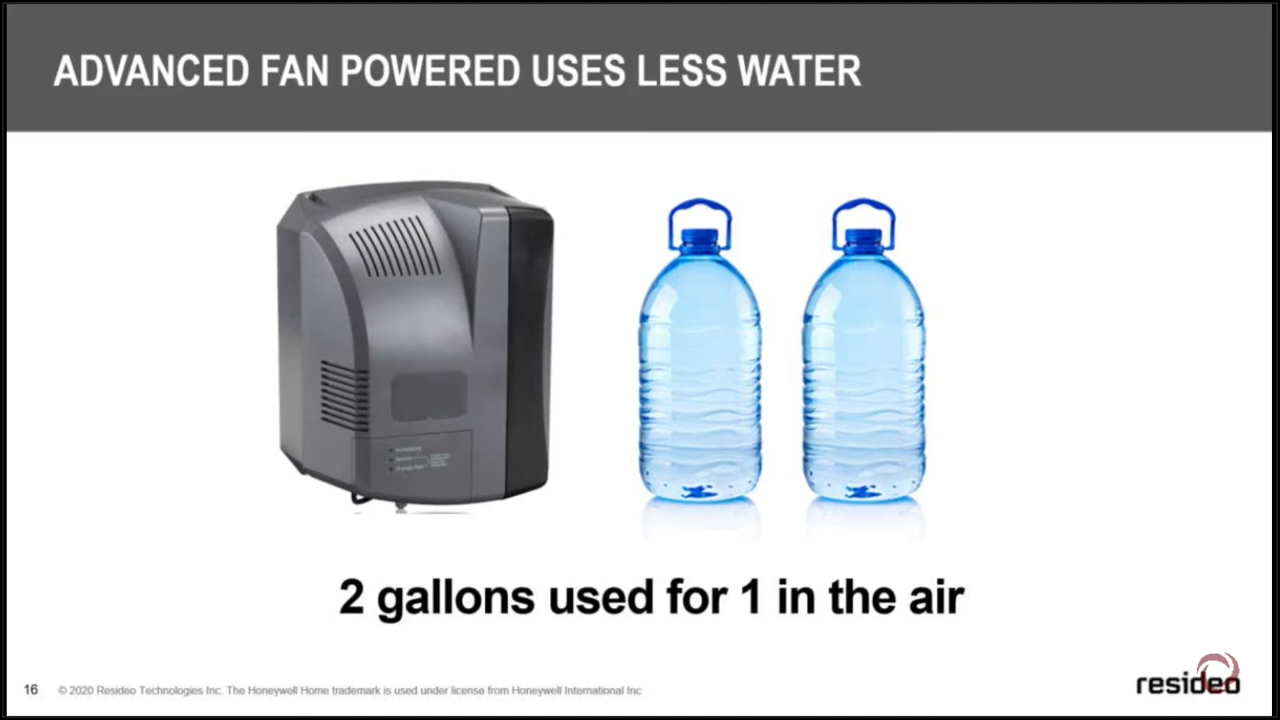 ADVANCED FAN POWERED USES LESS WATER
2 gallons used for 1 in the air
16 © 2020 Resideo Technologies Inc. The Honeywell Home trademark is used under license from Honeywell International Inc
resideo